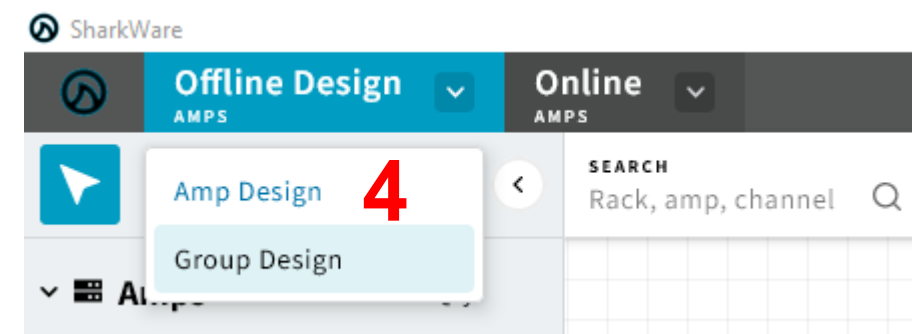 SharkWare
Offline Design
AMPS
Online
AMPS
Amp Design
4
SEARCH
Rack, amp, channel
Group Design